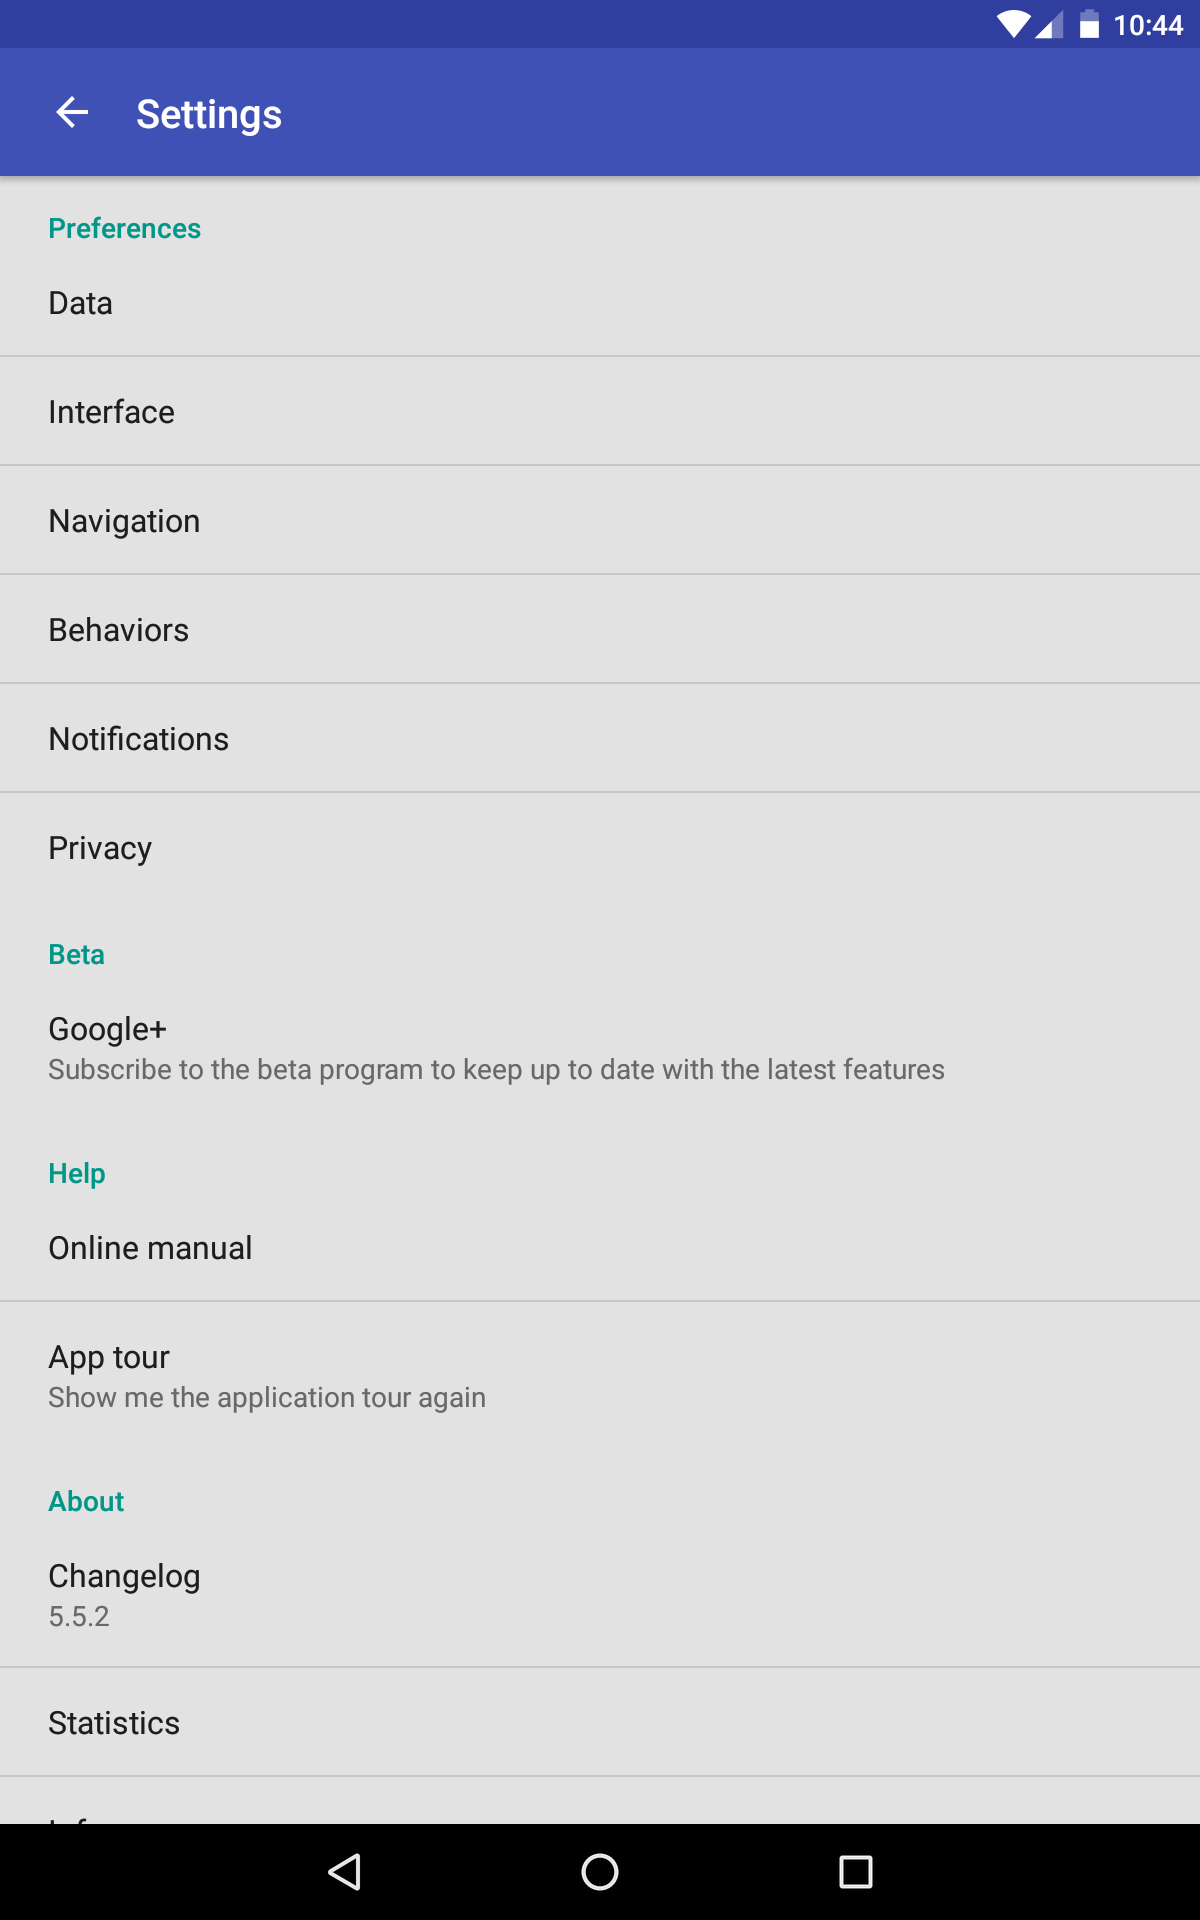 10:44
Settings
Preferences
Data
Interface
Navigation
Behaviors
Notifications
Privacy
Beta
Google+
Subscribe to the beta program to keep up to date with the latest features
Help
Online manual
App tour
Show me the application tour again
About
Changelog
5.5.2
Statistics